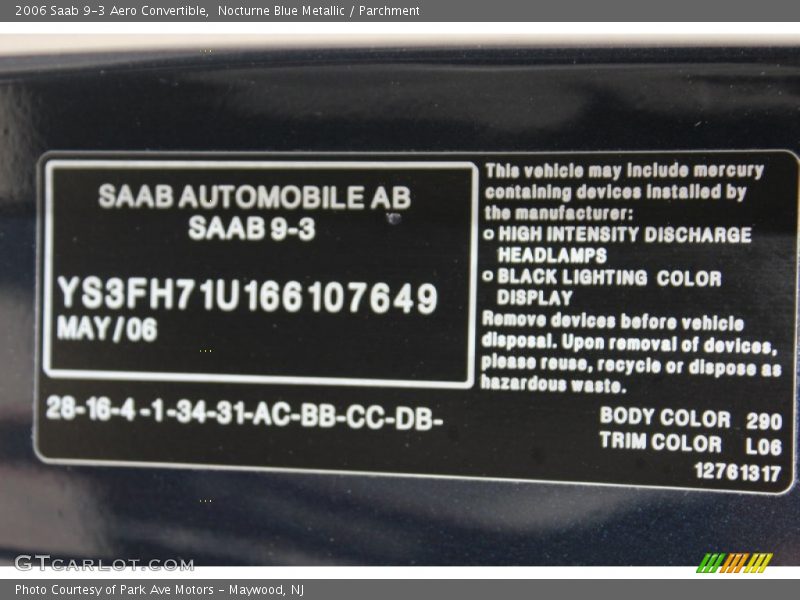 2006 Saab 9-3 Aero Convertible,  Nocturne Blue Metallic / Parchment
SAAB AUTOMOBILE AB
SAAB 9-3
YS3FH71U166107649
MAY/06
28-16-4-1-34-31-AC-BB-CC-DB-
This vehicle may include mercury
containing devices installed by
the manufacturer:
o HIGH INTENSITY DISCHARGE
HEADLAMPS
o BLACK LIGHTING COLOR
DISPLAY
Remove devices before vehicle
disposal. Upon removal of devices,
please reuse, recycle or dispose as
hazardous waste.
BODY COLOR 290
TRIM COLOR L06
12761317
GTCARLOT.COM
Photo Courtesy of Park Ave Motors - Maywood, NJ